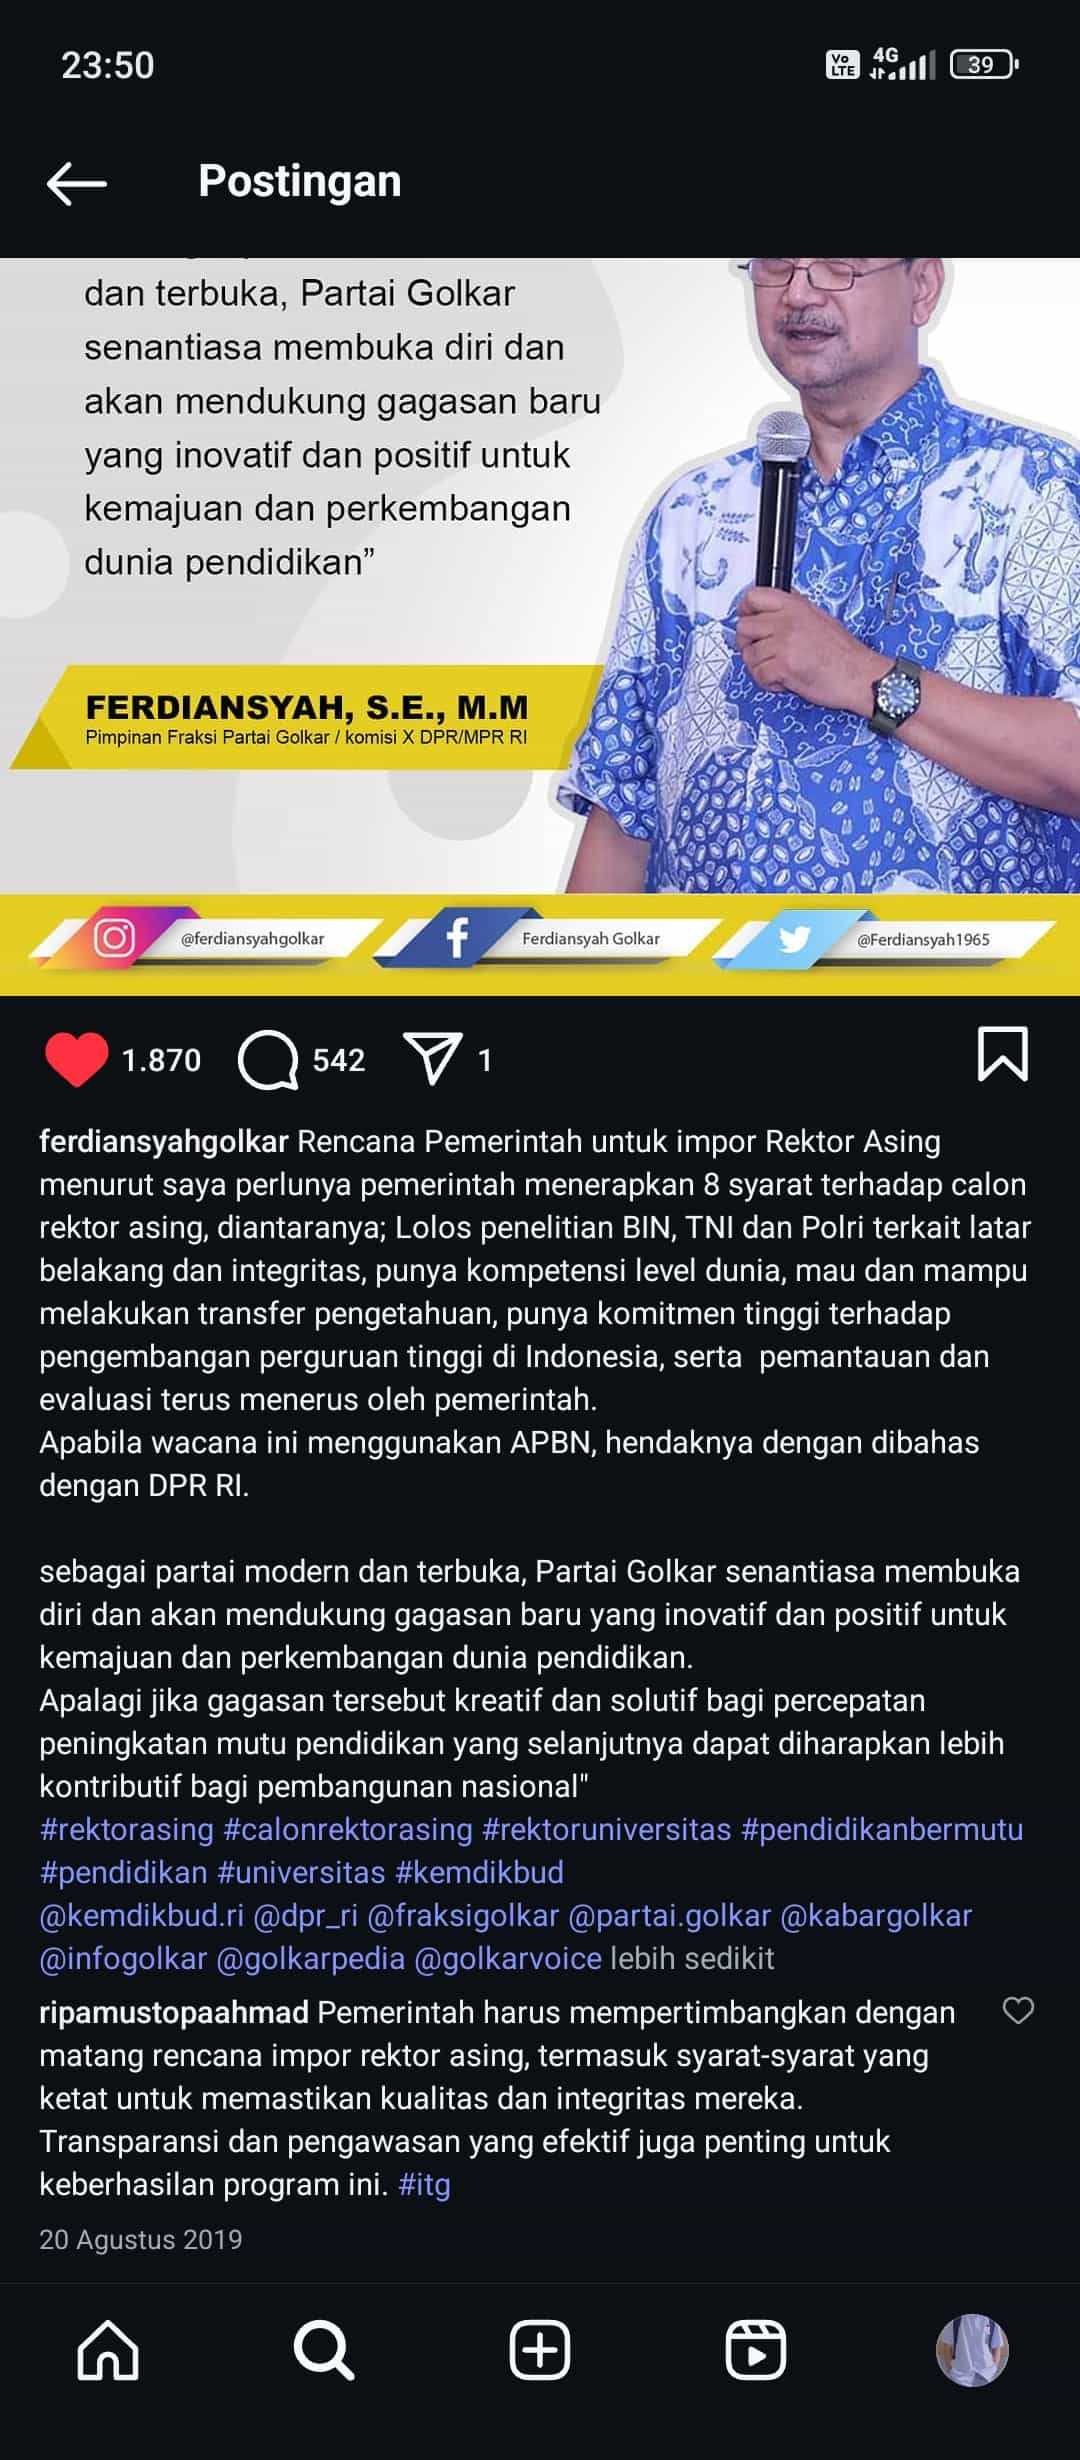 23:50
Vo LTE 4G 39
Postingan
dan terbuka, Partai Golkar
senantiasa membuka diri dan
akan mendukung gagasan baru
yang inovatif dan positif untuk
kemajuan dan perkembangan
dunia pendidikan”
FERDIANSYAH, S.E., M.M
Pimpinan Fraksi Partai Golkar / komisi X DPR/MPR RI
@ferdiansyahgolkar Ferdiansyah Golkar @Ferdiansyah1965
1.870 542 1
ferdiansyahgolkar Rencana Pemerintah untuk impor Rektor Asing
menurut saya perlunya pemerintah menerapkan 8 syarat terhadap calon
rektor asing, diantaranya; Lolos penelitian BIN, TNI dan Polri terkait latar
belakang dan integritas, punya kompetensi level dunia, mau dan mampu
melakukan transfer pengetahuan, punya komitmen tinggi terhadap
pengembangan perguruan tinggi di Indonesia, serta  pemantauan dan
evaluasi terus menerus oleh pemerintah.
Apabila wacana ini menggunakan APBN, hendaknya dengan dibahas
dengan DPR RI.
sebagai partai modern dan terbuka, Partai Golkar senantiasa membuka
diri dan akan mendukung gagasan baru yang inovatif dan positif untuk
kemajuan dan perkembangan dunia pendidikan.
Apalagi jika gagasan tersebut kreatif dan solutif bagi percepatan
peningkatan mutu pendidikan yang selanjutnya dapat diharapkan lebih
kontributif bagi pembangunan nasional"
#rektorasing #calonrektorasing #rektoruniversitas #pendidikanbermutu
#pendidikan #universitas #kemdikbud
@kemdikbud.ri @dpr_ri @fraksigolkar @partai.golkar @kabargolkar
@infogolkar @golkarpedia @golkarvoice lebih sedikit
ripamustopaahmad Pemerintah harus mempertimbangkan dengan
matang rencana impor rektor asing, termasuk syarat-syarat yang
ketat untuk memastikan kualitas dan integritas mereka.
Transparansi dan pengawasan yang efektif juga penting untuk
keberhasilan program ini. #itg
20 Agustus 2019